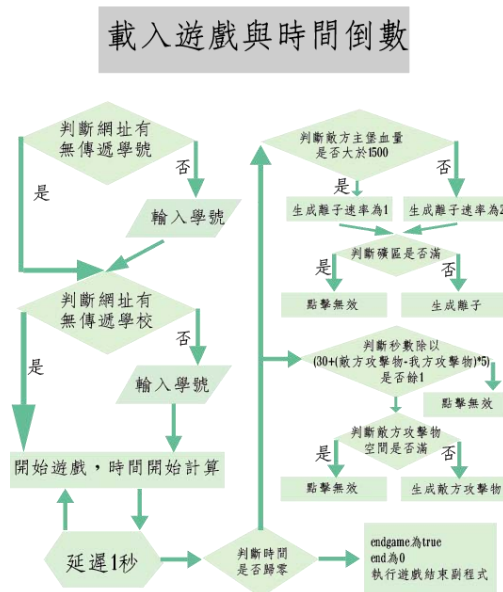 載入遊戲與時間倒數
判斷網址有
無傳遞學號
是
否
輸入學號
判斷網址有
無傳遞學校
是
否
輸入學號
開始遊戲，時間開始計算
延遲1秒
判斷時間
是否歸零
endgame為true
end為0
執行遊戲結束副程式
判斷敵方主堡血量
是否大於1500
是
否
生成離子速率為1
生成離子速率為2
判斷礦區是否滿
是
否
點擊無效
生成離子
判斷秒數除以
(30+(敵方攻擊物-我方攻擊物)*5)
是否餘1
點擊無效
判斷敵方攻擊物
空間是否滿
是
否
點擊無效
生成敵方攻擊物